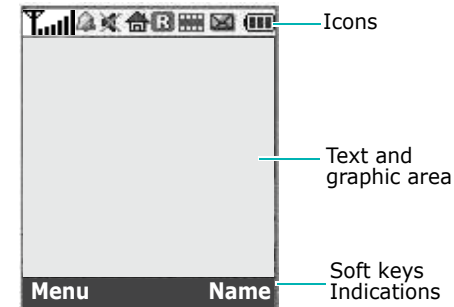 R
Icons
Text and
graphic area
Menu Name
Soft keys
Indications